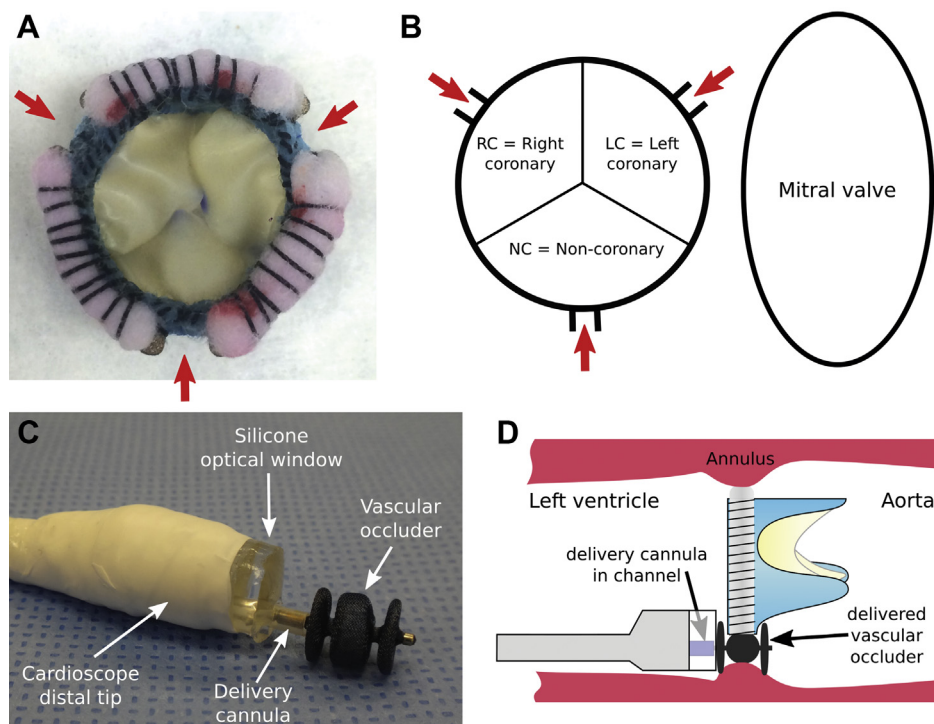 A
B
RC = Right
coronary
LC = Left
coronary
NC = Non-coronary
Mitral valve
C
Silicone
optical window
Vascular
occluder
Cardioscope
distal tip
Delivery
cannula
D
Annulus
Left ventricle
Aorta
delivery cannula
in channel
delivered
vascular
occluder